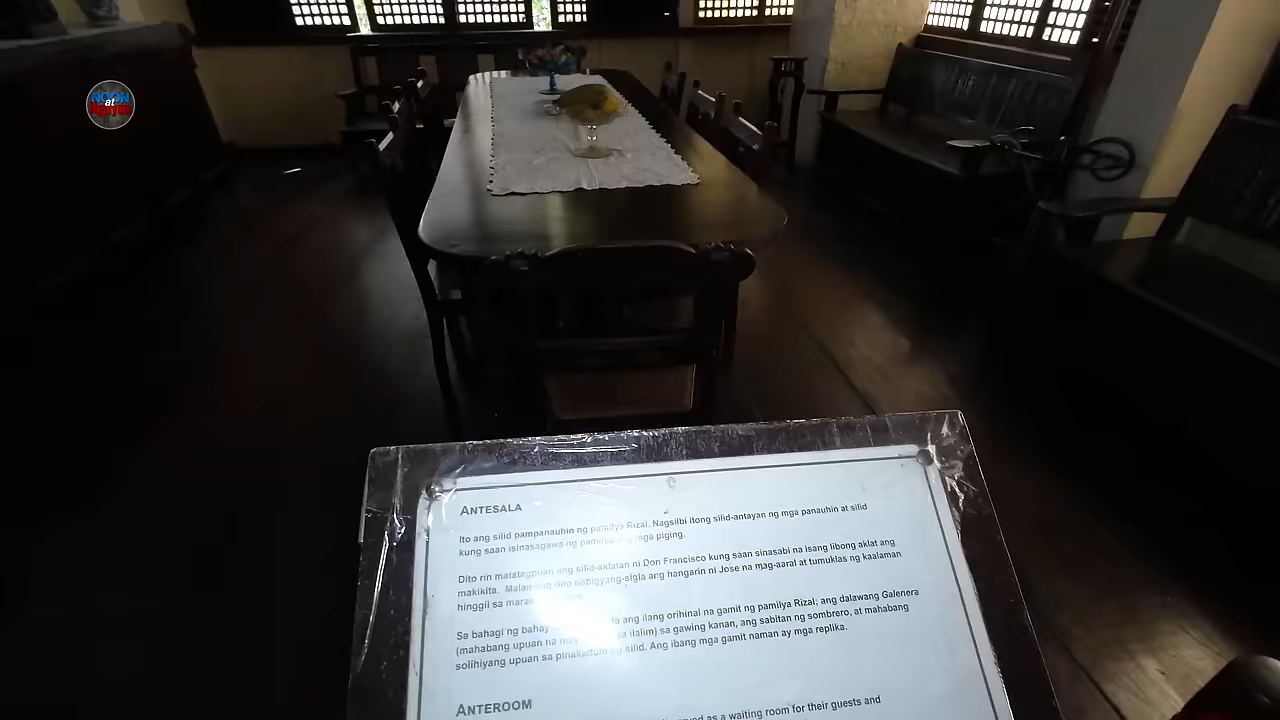 NOON
at
Ngayon
ANTESALA
Ito ang silid pampanauhin ng pamilya Rizal. Nagsilbi itong silid-antayan ng mga panauhin at silid
kung saan isinasagawa ng pamilya ang mga piging.
Dito rin matatagpuan ang silid-aklatan ni Don Francisco kung saan sinasabi na isang libong aklat ang
makikita. Malamang dito nabigyang-sigla ang hangarin ni Jose na mag-aaral at tumuklas ng kaalaman
hinggil sa
Sa bahagi ng bahay ang ilang orihinal na gamit ng pamilya Rizal; ang dalawang Galenera
(mahabang upuan na ilalim) sa gawing kanan, ang sabitan ng sombrero, at mahabang
solihiyang upuan sa pinakadulo ng silid. Ang ibang mga gamit naman ay mga replika.
ANTEROOM
as a waiting room for their guests and